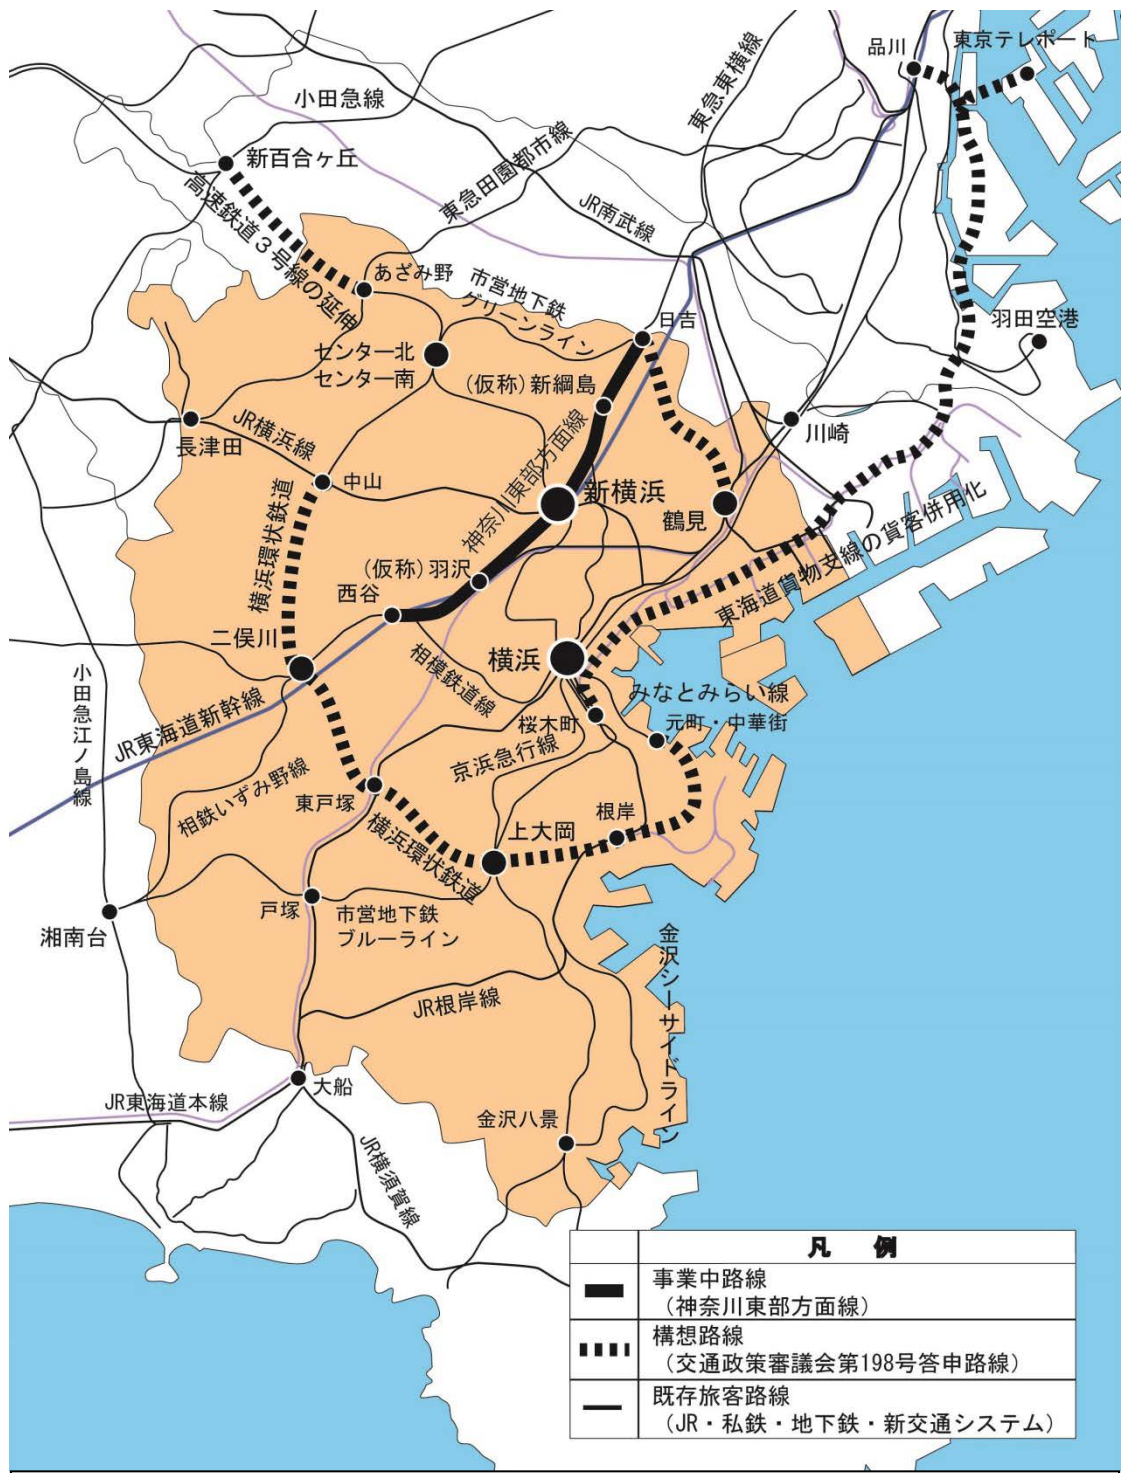 品川
東京テレポート
東急東横線
小田急線
新百合ヶ丘
高速鉄道3号線の延伸
東急田園都市線
JR南武線
あざみ野
市営地下鉄
グリーンライン
日吉
羽田空港
センター北
センター南
(仮称)新綱島
川崎
長津田
JR横浜線
中山
神奈川東部方面線
新横浜
鶴見
横浜環状鉄道
(仮称)羽沢
西谷
東海道貨物支線の貨客併用化
二俣川
相模鉄道線
横浜
みなとみらい線
桜木町
元町・中華街
小田急江ノ島線
JR東海道新幹線
京浜急行線
相鉄いずみ野線
東戸塚
横浜環状鉄道
上大岡
根岸
戸塚
市営地下鉄
ブルーライン
湘南台
金沢シーサイドライン
JR根岸線
大船
JR東海道本線
金沢八景
JR横須賀線
凡 例
事業中路線
(神奈川東部方面線)
構想路線
(交通政策審議会第198号答申路線)
既存旅客路線
(JR・私鉄・地下鉄・新交通システム)